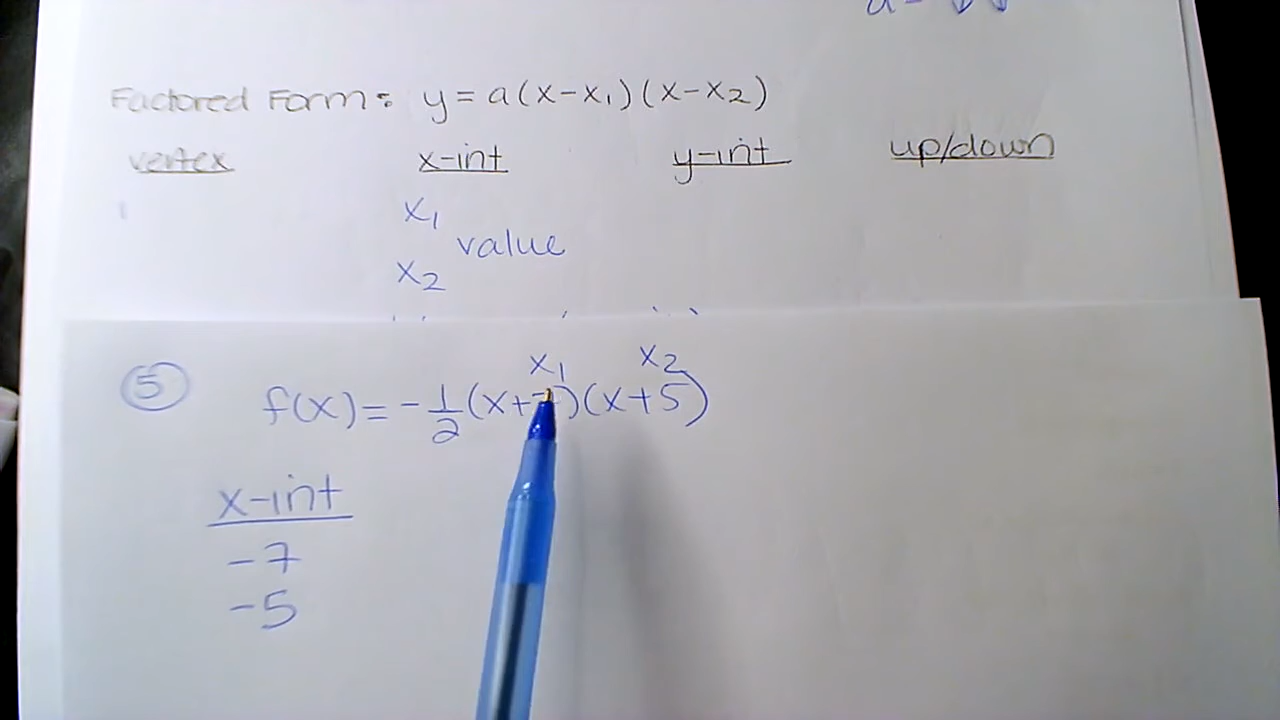 Factored Form: y = a(x-x₁)(x-x₂)
vertex x-int y-int up/down
x₁
value
x₂
⑤ x₁ x₂
f(x) = -1/2 (x+7)(x+5)
x-int
-7
-5